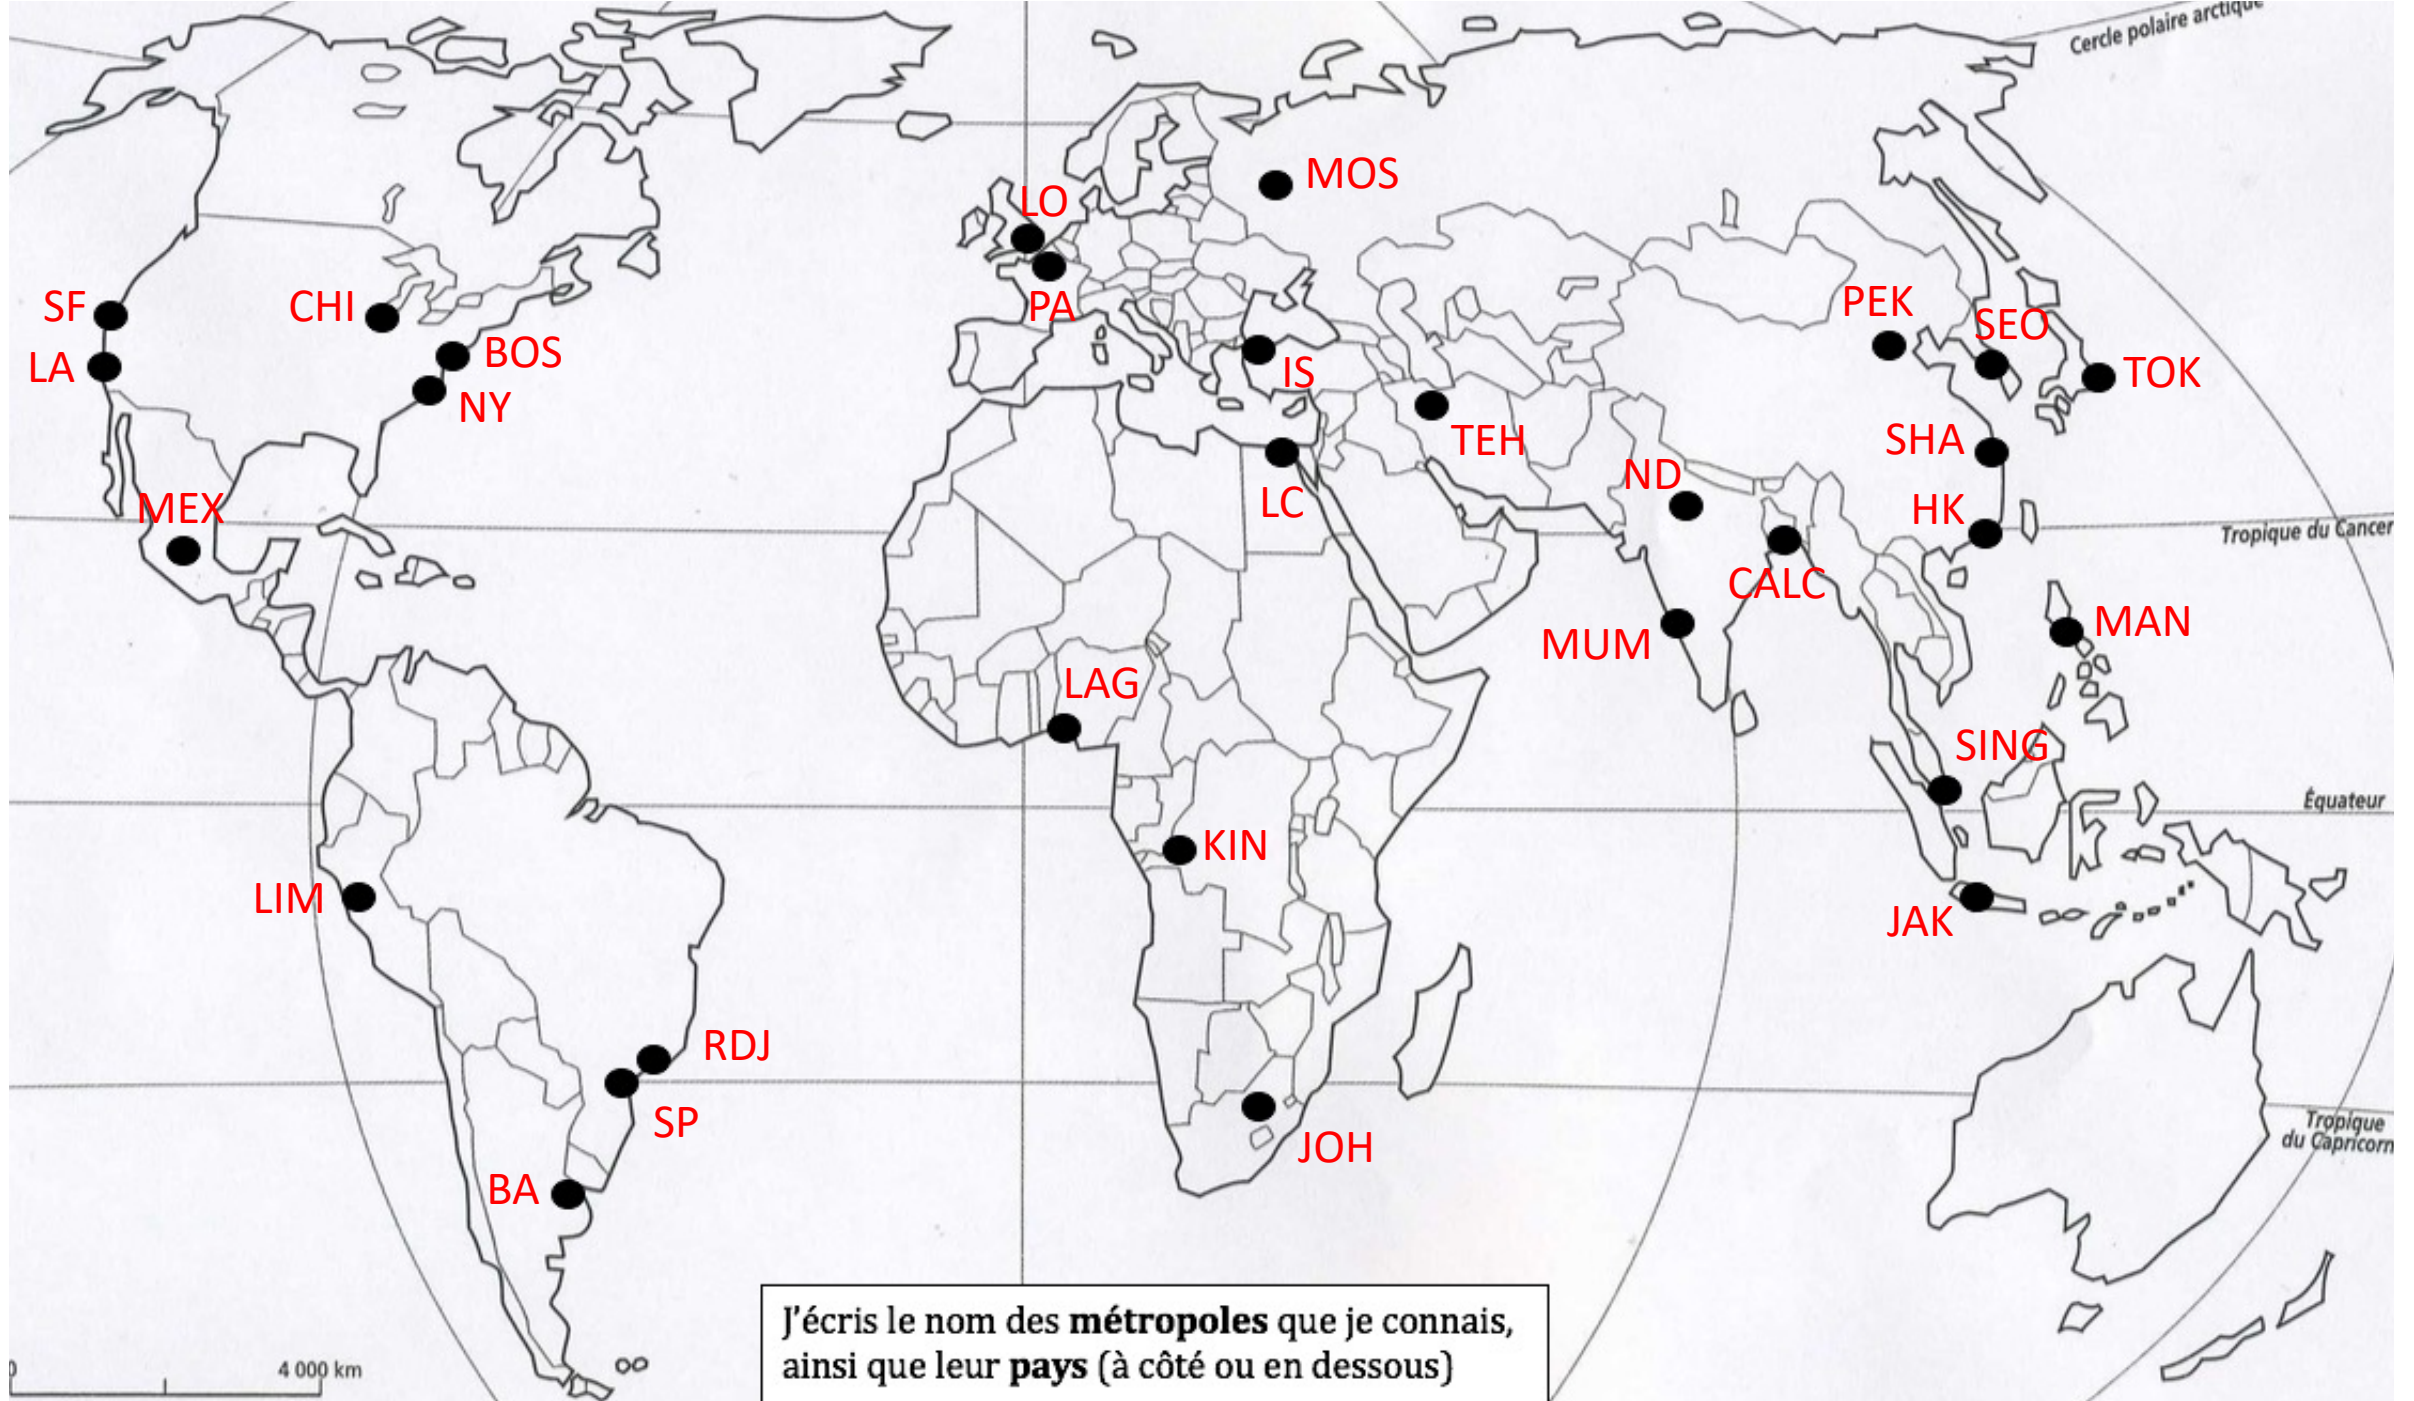 Cercle polaire arctique
MOS
LO
PA
SF
CHI
LA
BOS
NY
MEX
IS
TEH
LC
PEK
SEO
TOK
SHA
ND
HK
Tropique du Cancer
CALC
MUM
MAN
LAG
SING
Équateur
KIN
LIM
JAK
RDJ
SP
Tropique
du Capricorn
JOH
BA
J'écris le nom des métropoles que je connais,
ainsi que leur pays (à côté ou en dessous)
0 4 000 km